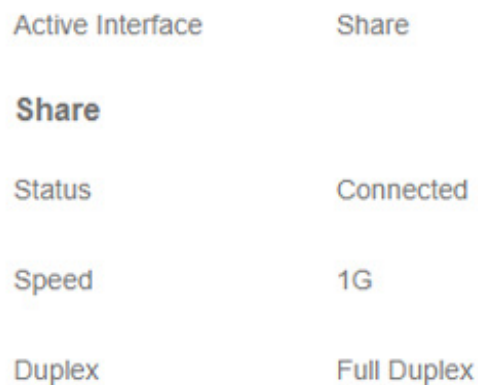 Active Interface Share
Share
Status Connected
Speed 1G
Duplex Full Duplex